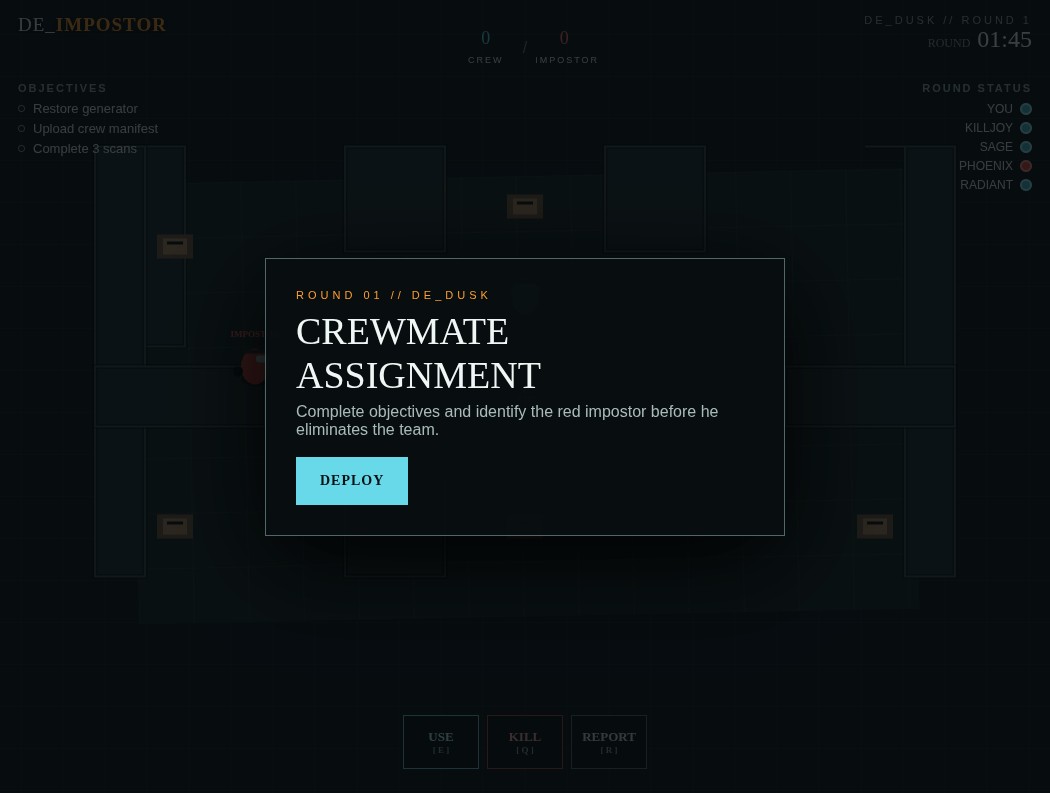 DE_IMPOSTOR
0 / 0
CREW IMPOSTOR
DE_DUSK // ROUND 1
ROUND 01:45
OBJECTIVES
Restore generator
Upload crew manifest
Complete 3 scans
ROUND STATUS
YOU
KILLJOY
SAGE
PHOENIX
RADIANT
ROUND 01 // DE_DUSK
CREWMATE
ASSIGNMENT
Complete objectives and identify the red impostor before he
eliminates the team.
DEPLOY
USE
[E]
KILL
[Q]
REPORT
[R]